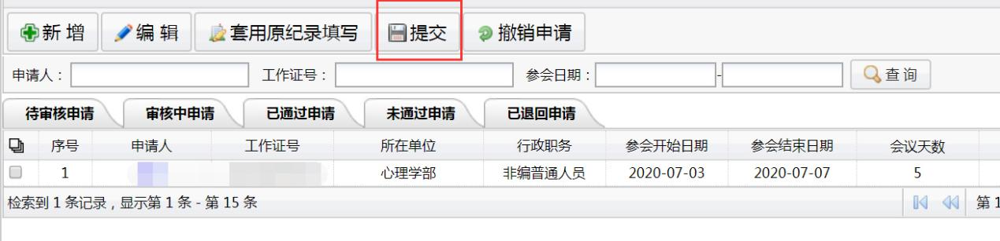 新 增 编 辑 套用原纪录填写 提交 撤销申请
申请人： 工作证号： 参会日期： - 查 询
待审核申请 审核中申请 已通过申请 未通过申请 已退回申请
序号 申请人 工作证号 所在单位 行政职务 参会开始日期 参会结束日期 会议天数
1 心理学部 非编普通人员 2020-07-03 2020-07-07 5
检索到 1 条记录，显示第 1 条 - 第 15 条 第 1